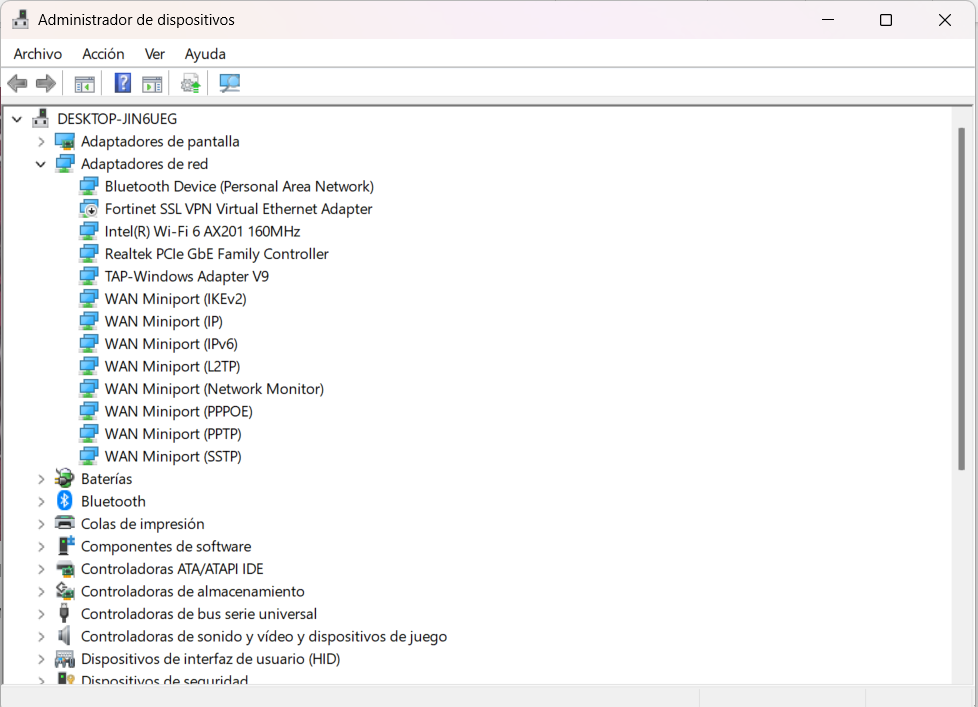 Administrador de dispositivos
Archivo Acción Ver Ayuda
DESKTOP-JIN6UEG
Adaptadores de pantalla
Adaptadores de red
Bluetooth Device (Personal Area Network)
Fortinet SSL VPN Virtual Ethernet Adapter
Intel(R) Wi-Fi 6 AX201 160MHz
Realtek PCIe GbE Family Controller
TAP-Windows Adapter V9
WAN Miniport (IKEv2)
WAN Miniport (IP)
WAN Miniport (IPv6)
WAN Miniport (L2TP)
WAN Miniport (Network Monitor)
WAN Miniport (PPPOE)
WAN Miniport (PPTP)
WAN Miniport (SSTP)
Baterías
Bluetooth
Colas de impresión
Componentes de software
Controladoras ATA/ATAPI IDE
Controladoras de almacenamiento
Controladoras de bus serie universal
Controladoras de sonido y vídeo y dispositivos de juego
Dispositivos de interfaz de usuario (HID)
Dispositivos de seguridad